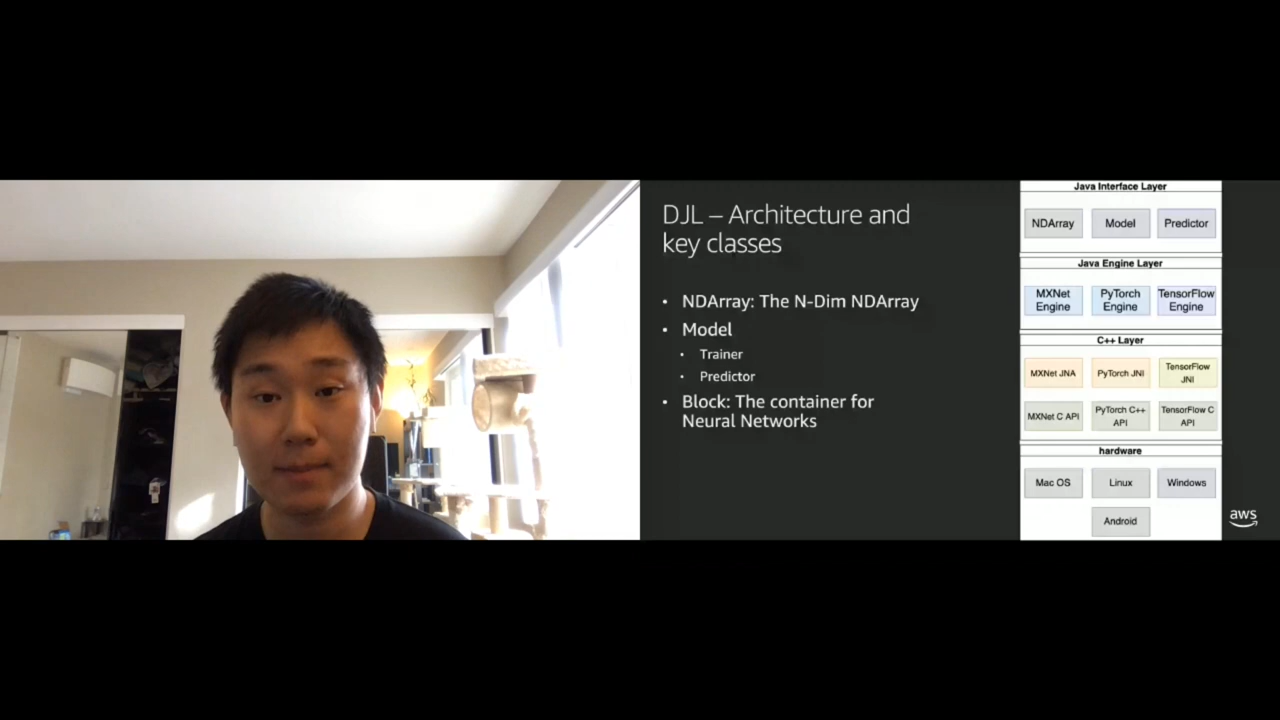 DJL – Architecture and
key classes
• NDArray: The N-Dim NDArray
• Model
• Trainer
• Predictor
• Block: The container for
Neural Networks
Java Interface Layer
NDArray Model Predictor
Java Engine Layer
MXNet Engine PyTorch Engine TensorFlow Engine
C++ Layer
MXNet JNA PyTorch JNI TensorFlow JNI
MXNet C API PyTorch C++ API TensorFlow C API
hardware
Mac OS Linux Windows
Android
aws